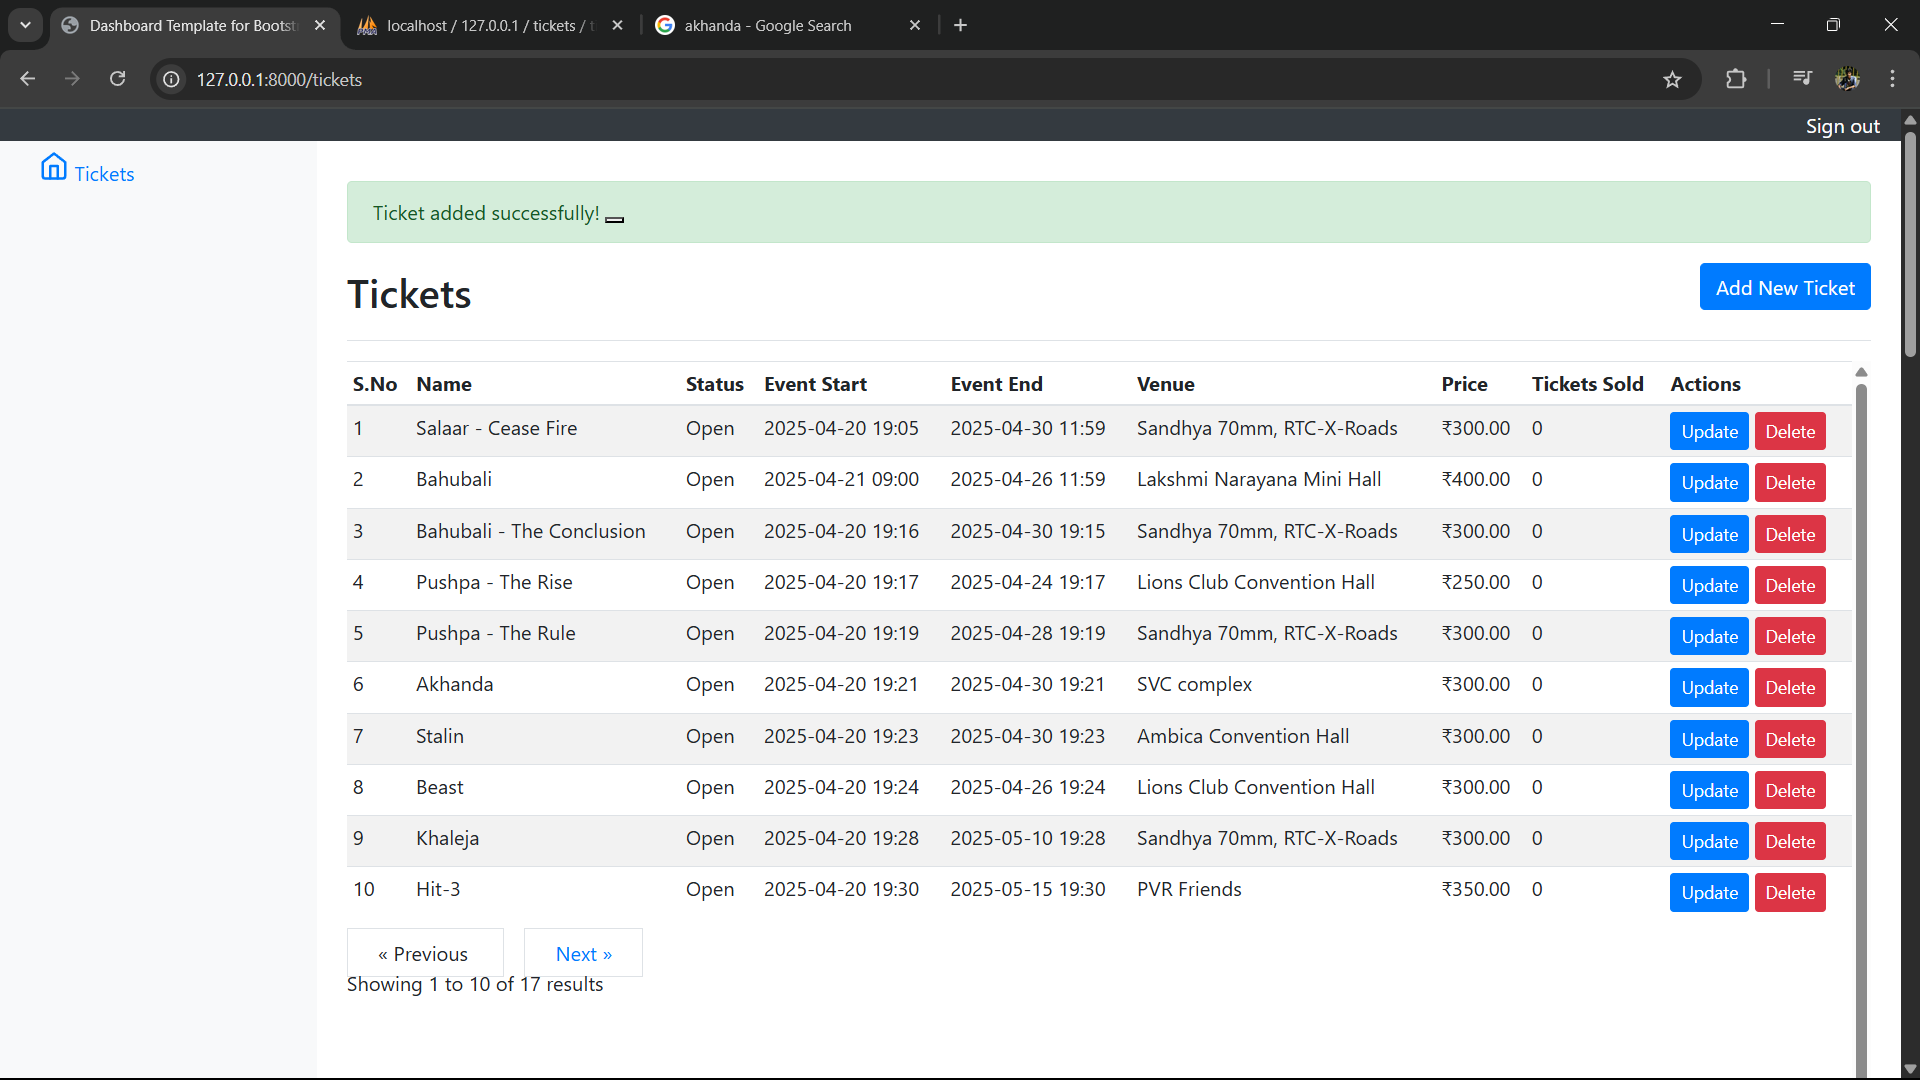 Dashboard Template for Bootst
localhost / 127.0.0.1 / tickets / t
akhanda - Google Search
127.0.0.1:8000/tickets
Sign out
Tickets
Ticket added successfully!
Tickets
Add New Ticket
S.No Name Status Event Start Event End Venue Price Tickets Sold Actions
1 Salaar - Cease Fire Open 2025-04-20 19:05 2025-04-30 11:59 Sandhya 70mm, RTC-X-Roads ₹300.00 0 Update Delete
2 Bahubali Open 2025-04-21 09:00 2025-04-26 11:59 Lakshmi Narayana Mini Hall ₹400.00 0 Update Delete
3 Bahubali - The Conclusion Open 2025-04-20 19:16 2025-04-30 19:15 Sandhya 70mm, RTC-X-Roads ₹300.00 0 Update Delete
4 Pushpa - The Rise Open 2025-04-20 19:17 2025-04-24 19:17 Lions Club Convention Hall ₹250.00 0 Update Delete
5 Pushpa - The Rule Open 2025-04-20 19:19 2025-04-28 19:19 Sandhya 70mm, RTC-X-Roads ₹300.00 0 Update Delete
6 Akhanda Open 2025-04-20 19:21 2025-04-30 19:21 SVC complex ₹300.00 0 Update Delete
7 Stalin Open 2025-04-20 19:23 2025-04-30 19:23 Ambica Convention Hall ₹300.00 0 Update Delete
8 Beast Open 2025-04-20 19:24 2025-04-26 19:24 Lions Club Convention Hall ₹300.00 0 Update Delete
9 Khaleja Open 2025-04-20 19:28 2025-05-10 19:28 Sandhya 70mm, RTC-X-Roads ₹300.00 0 Update Delete
10 Hit-3 Open 2025-04-20 19:30 2025-05-15 19:30 PVR Friends ₹350.00 0 Update Delete
« Previous Next »
Showing 1 to 10 of 17 results